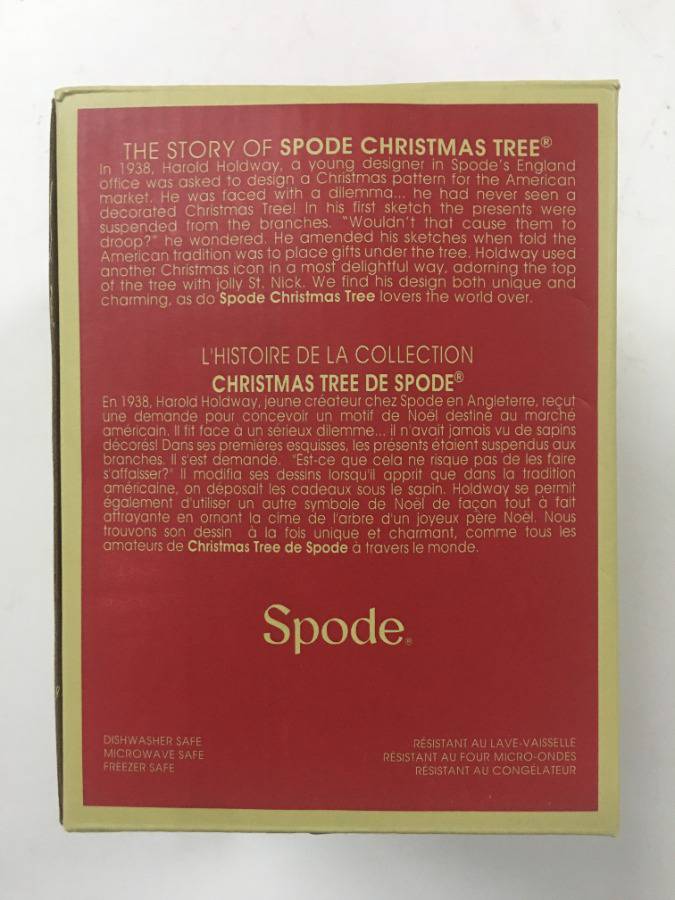 THE STORY OF SPODE CHRISTMAS TREE®
In 1938, Harold Holdway, a young designer in Spode's England
office was asked to design a Christmas pattern for the American
market. He was faced with a dilemma... he had never seen a
decorated Christmas Tree! In his first sketch the presents were
suspended from the branches. "Wouldn't that cause them to
droop?" he wondered. He amended his sketches when told the
American tradition was to place gifts under the tree. Holdway used
another Christmas icon in a most delightful way, adorning the top
of the tree with jolly St. Nick. We find his design both unique and
charming, as do Spode Christmas Tree lovers the world over.
L'HISTOIRE DE LA COLLECTION
CHRISTMAS TREE DE SPODE®
En 1938, Harold Holdway, jeune créateur chez Spode en Angleterre, reçut
une demande pour concevoir un motif de Noël destiné au marché
américain. Il fit face à un sérieux dilemme... il n'avait jamais vu de sapins
décorés! Dans ses premières esquisses, les présents étaient suspendus aux
branches. Il s'est demandé. "Est-ce que cela ne risque pas de les faire
s'affaisser?" Il modifia ses dessins lorsqu'il apprit que dans la tradition
américaine, on déposait les cadeaux sous le sapin. Holdway se permit
également d'utiliser un autre symbole de Noël de façon tout à fait
attrayante en ornant la cime de l'arbre d'un joyeux père Noël. Nous
trouvons son dessin à la fois unique et charmant, comme tous les
amateurs de Christmas Tree de Spode à travers le monde.
Spode®
DISHWASHER SAFE
MICROWAVE SAFE
FREEZER SAFE
RÉSISTANT AU LAVE-VAISSELLE
RÉSISTANT AU FOUR MICRO-ONDES
RÉSISTANT AU CONGÉLATEUR